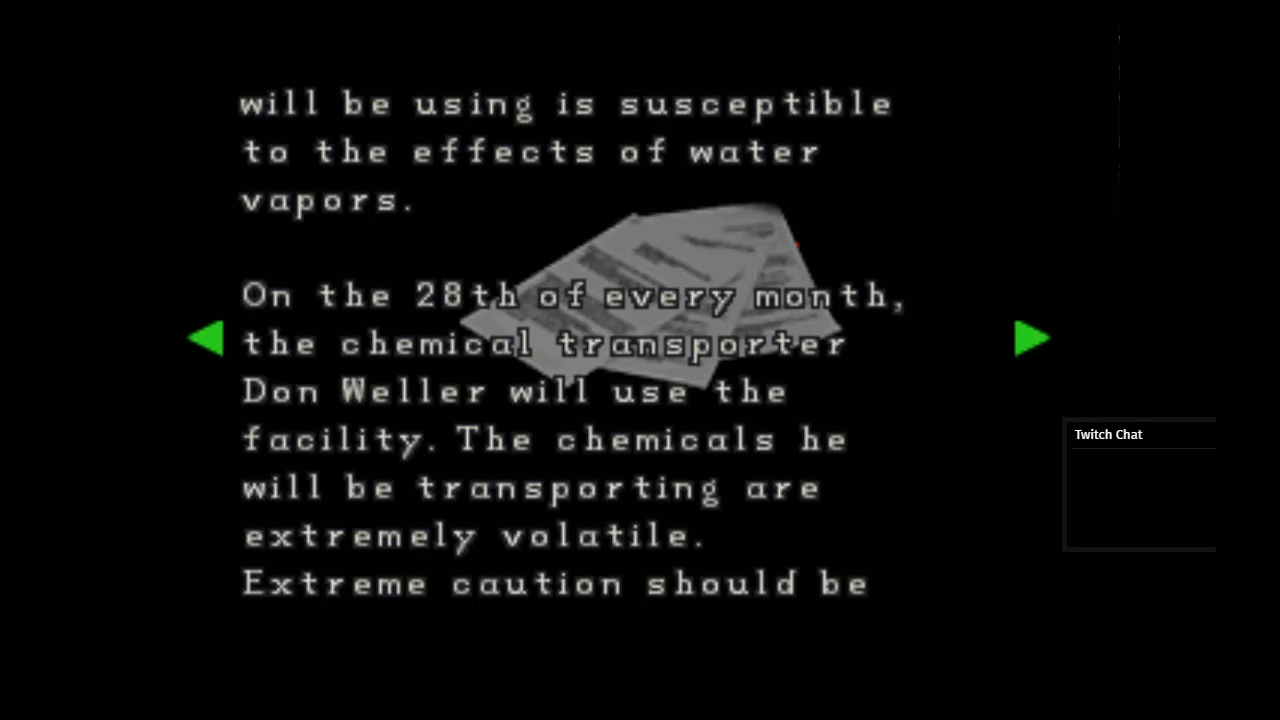 will be using is susceptible
to the effects of water
vapors.
On the 28th of every month,
the chemical transporter
Don Weller will use the
facility. The chemicals he
will be transporting are
extremely volatile.
Extreme caution should be
Twitch Chat